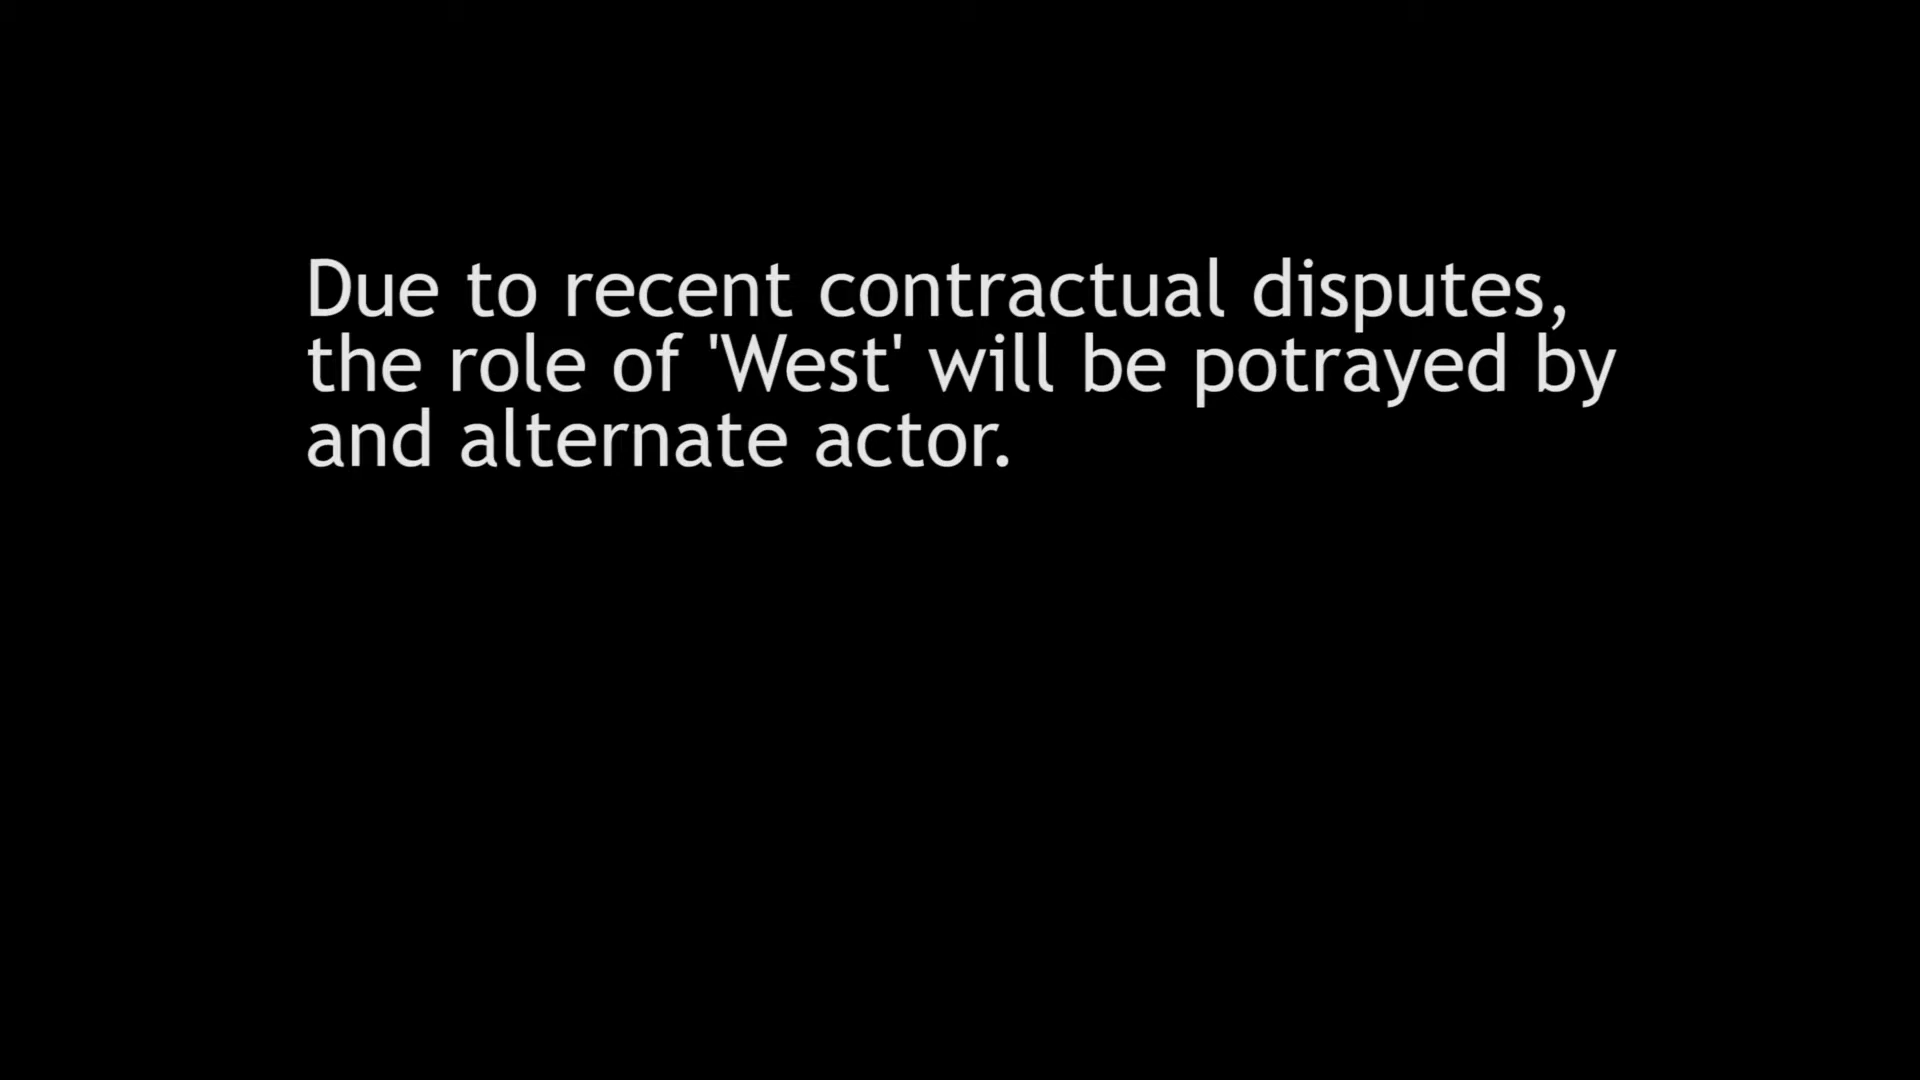 Due to recent contractual disputes,
the role of 'West' will be potrayed by
and alternate actor.